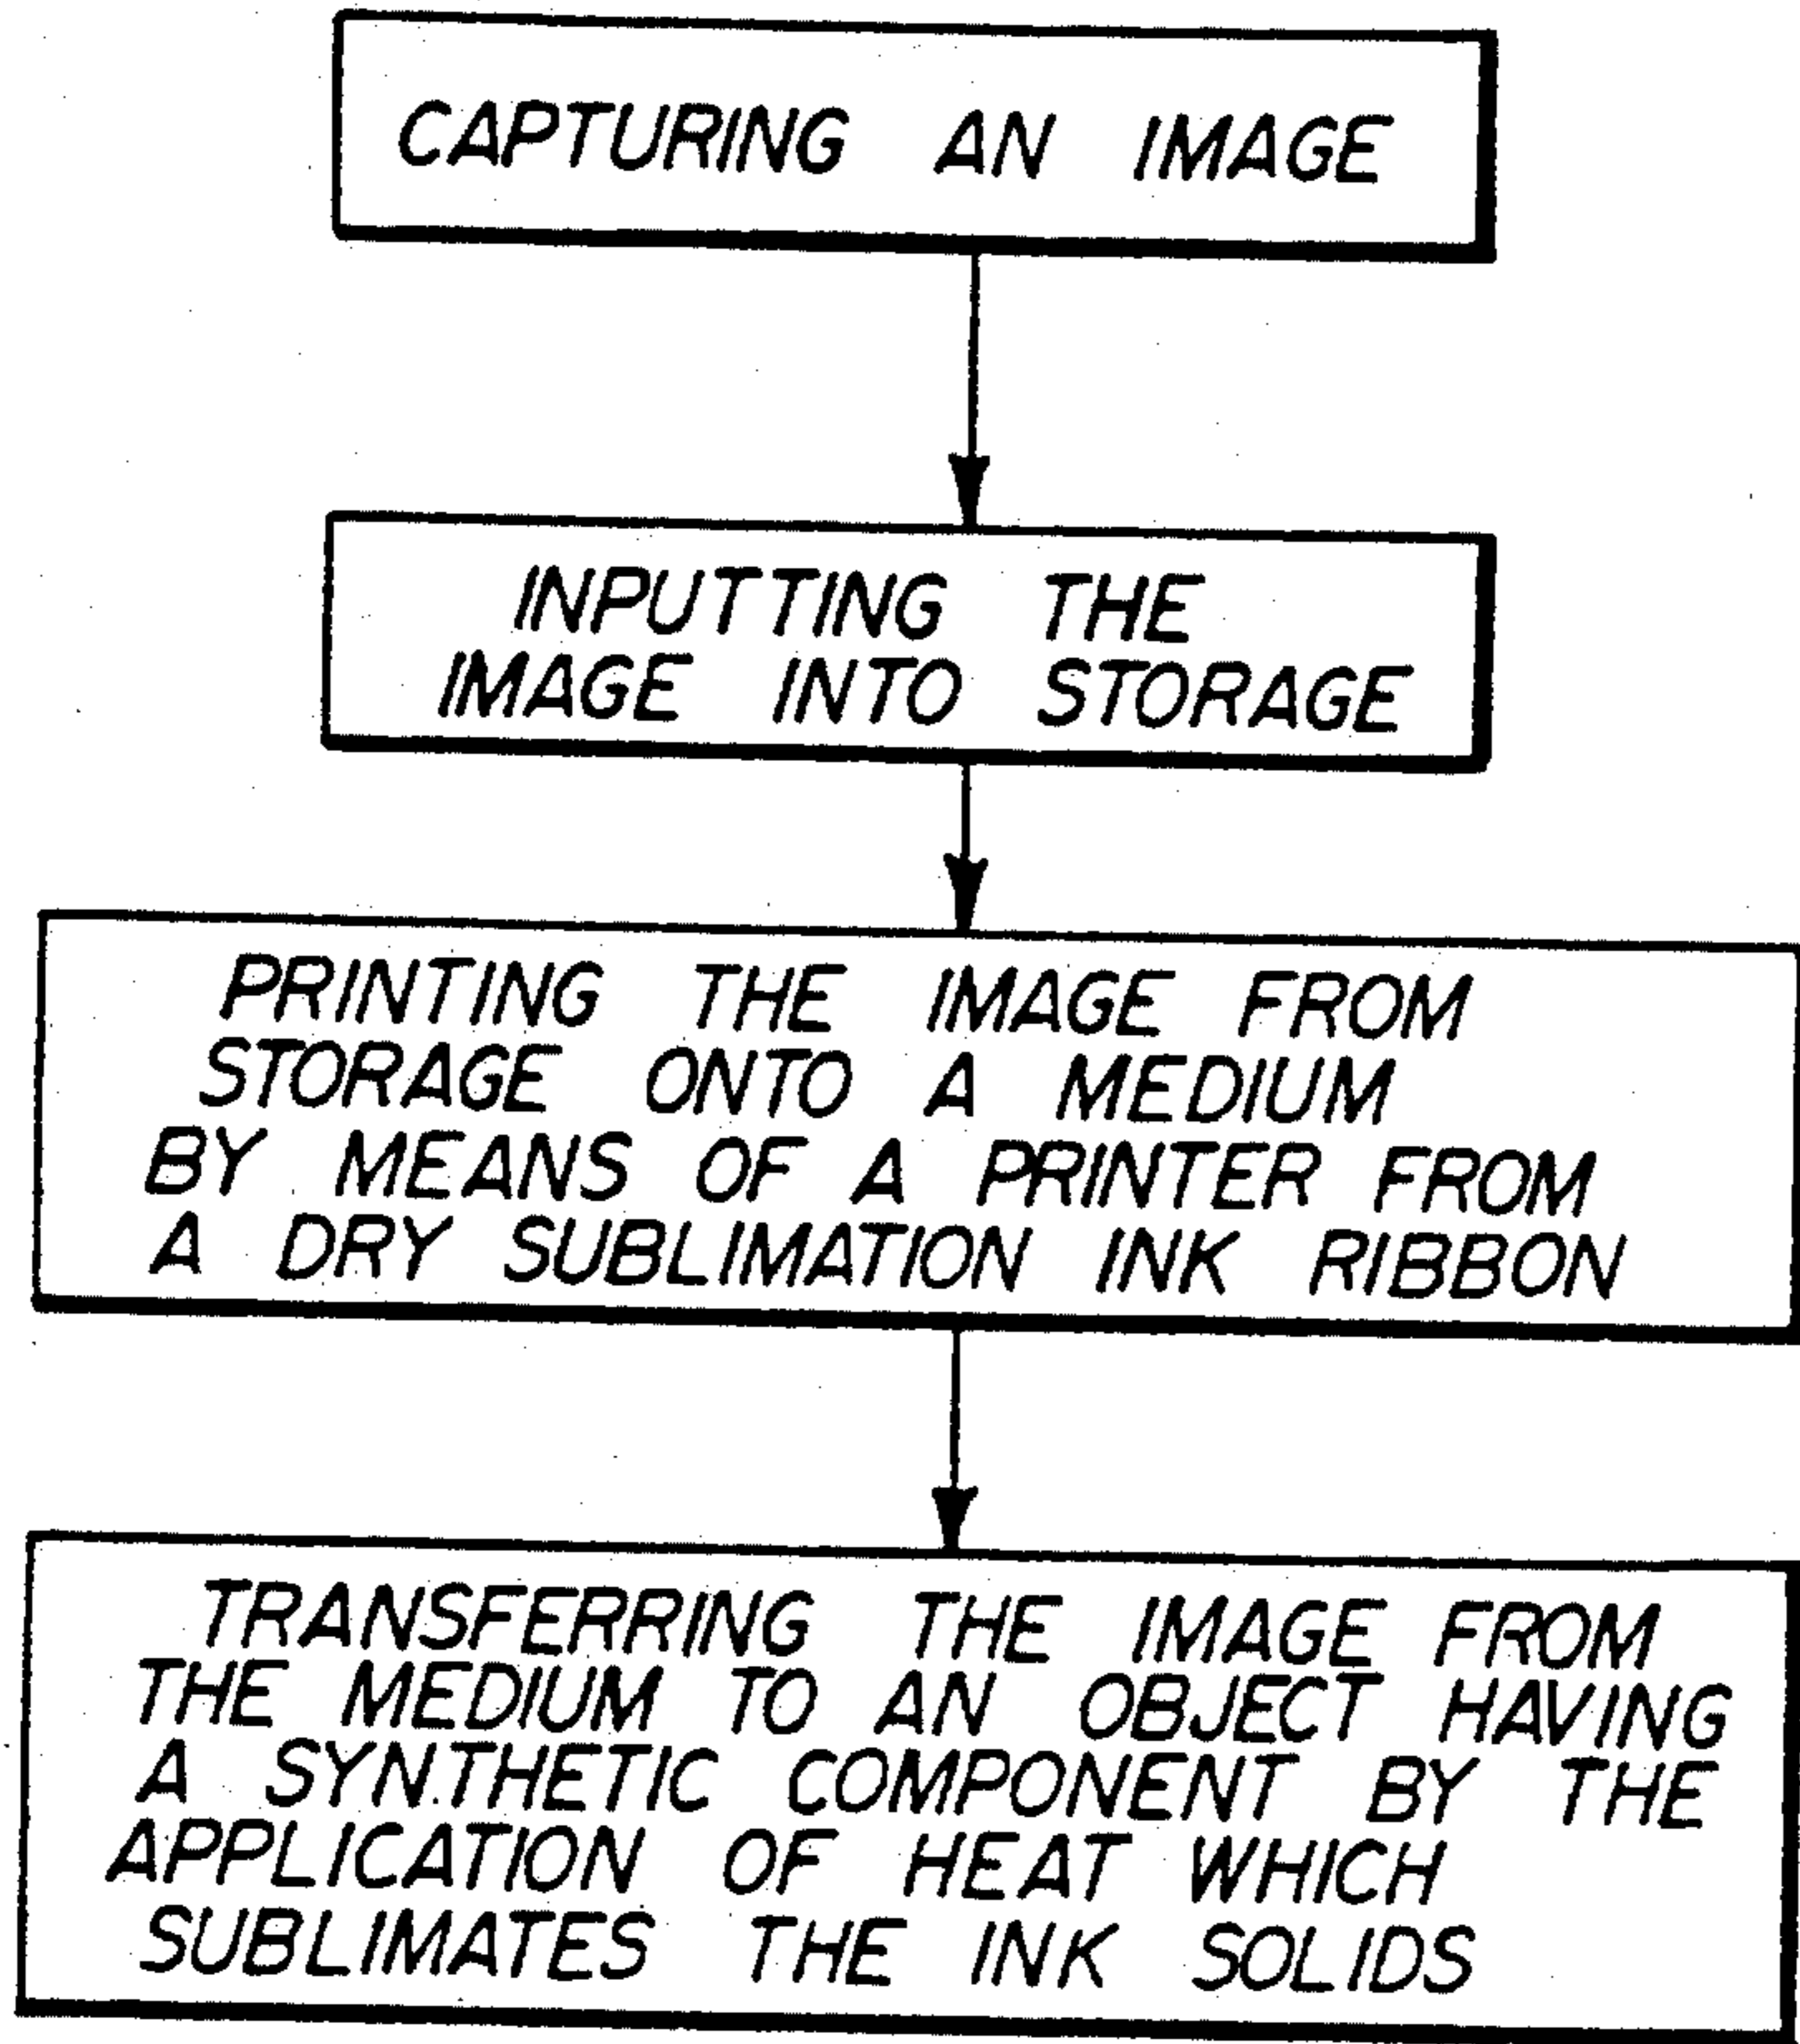 CAPTURING AN IMAGE
INPUTTING THE
IMAGE INTO STORAGE
PRINTING THE IMAGE FROM
STORAGE ONTO A MEDIUM
BY MEANS OF A PRINTER FROM
A DRY SUBLIMATION INK RIBBON
TRANSFERRING THE IMAGE FROM
THE MEDIUM TO AN OBJECT HAVING
A SYNTHETIC COMPONENT BY THE
APPLICATION OF HEAT WHICH
SUBLIMATES THE INK SOLIDS